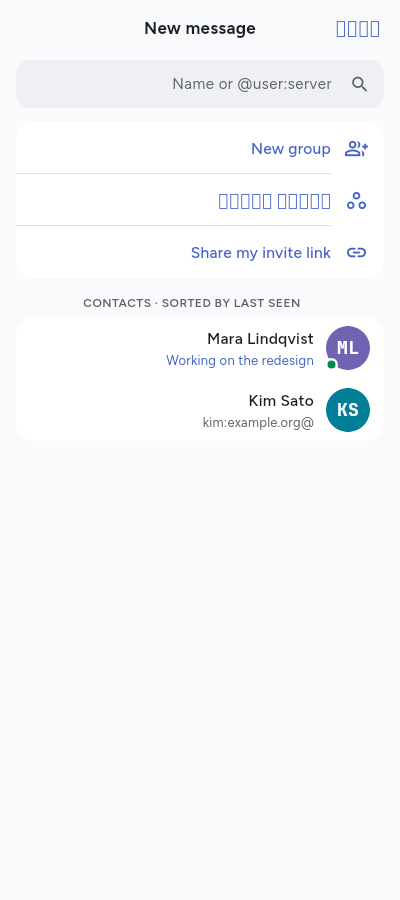 New message
Name or @user:server
New group
Share my invite link
CONTACTS · SORTED BY LAST SEEN
Mara Lindqvist
ML
Working on the redesign
Kim Sato
KS
kim:example.org@